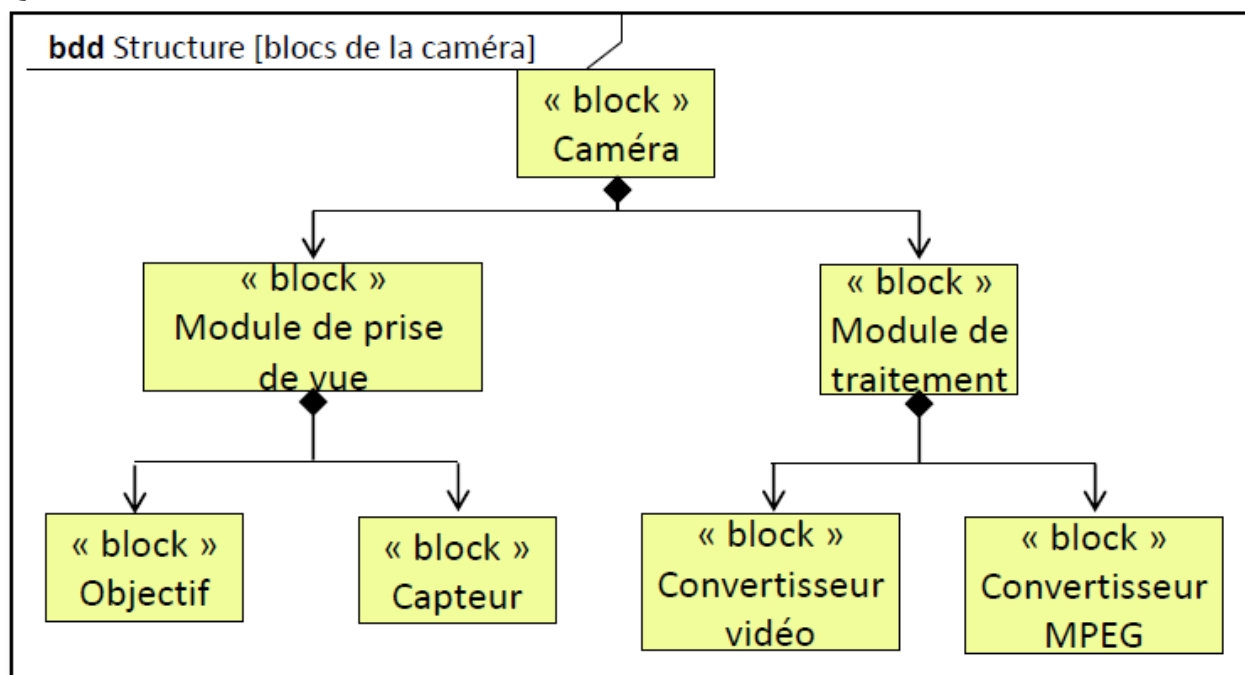 bdd Structure [blocs de la caméra]
« block »
Caméra
« block »
Module de prise
de vue
« block »
Module de
traitement
« block »
Objectif
« block »
Capteur
« block »
Convertisseur
vidéo
« block »
Convertisseur
MPEG